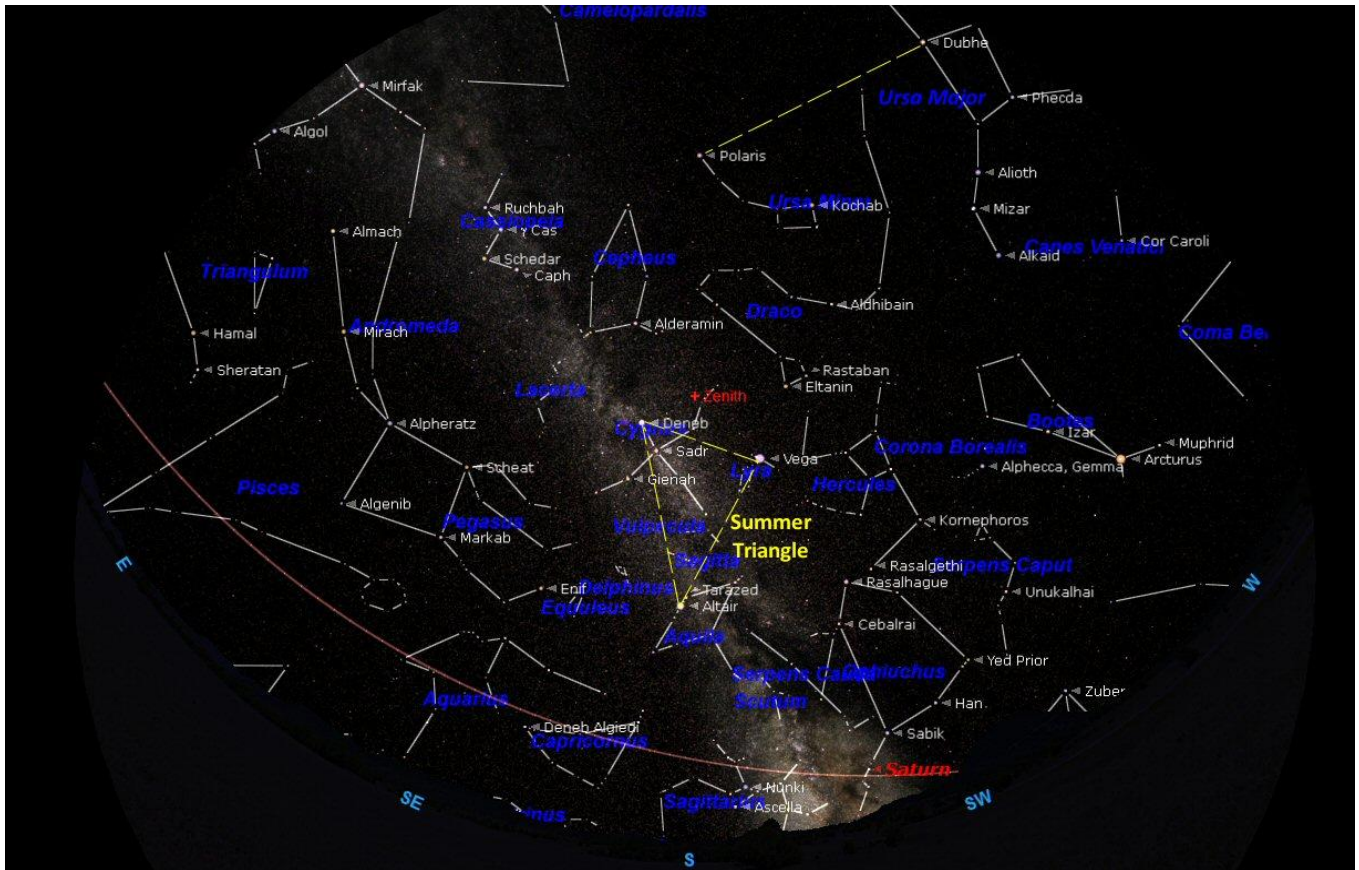 Camelopardalis
Dubhe
Mirfak
Ursa Major
Phecda
Algol
Polaris
Alioth
Ruchbah
Ursa Minor
Kochab
Mizar
Cassiopeia
γ Cas
Almach
Cor Caroli
Canes Venatici
Alkaid
Schedar
Cepheus
Caph
Triangulum
Aldhibain
Draco
Alderamin
Andromeda
Mirach
Hamal
Coma Be
Sheratan
Rastaban
Eltanin
Lacerta
Zenith
Alpheratz
Deneb
Cygnus
Bootes
Izar
Muphrid
Corona Borealis
Arcturus
Sadr
Vega
Lyra
Scheat
Alphecca, Gemma
Gienah
Hercules
Pisces
Algenib
Pegasus
Kornephoros
Vulpecula
Summer
Triangle
Markab
Sagitta
E
Rasalgethi
Serpens Caput
Rasalhague
W
Enif
Delphinus
Tarazed
Unukalhai
Equuleus
Altair
Cebalrai
Aquila
Yed Prior
Serpens Cauda
Ophiuchus
Zuber
Aquarius
Scutum
Han
Deneb Algiedi
Sabik
Capricornus
Saturn
Nunki
SE
Sagittarius
SW
Ascella
inus
S